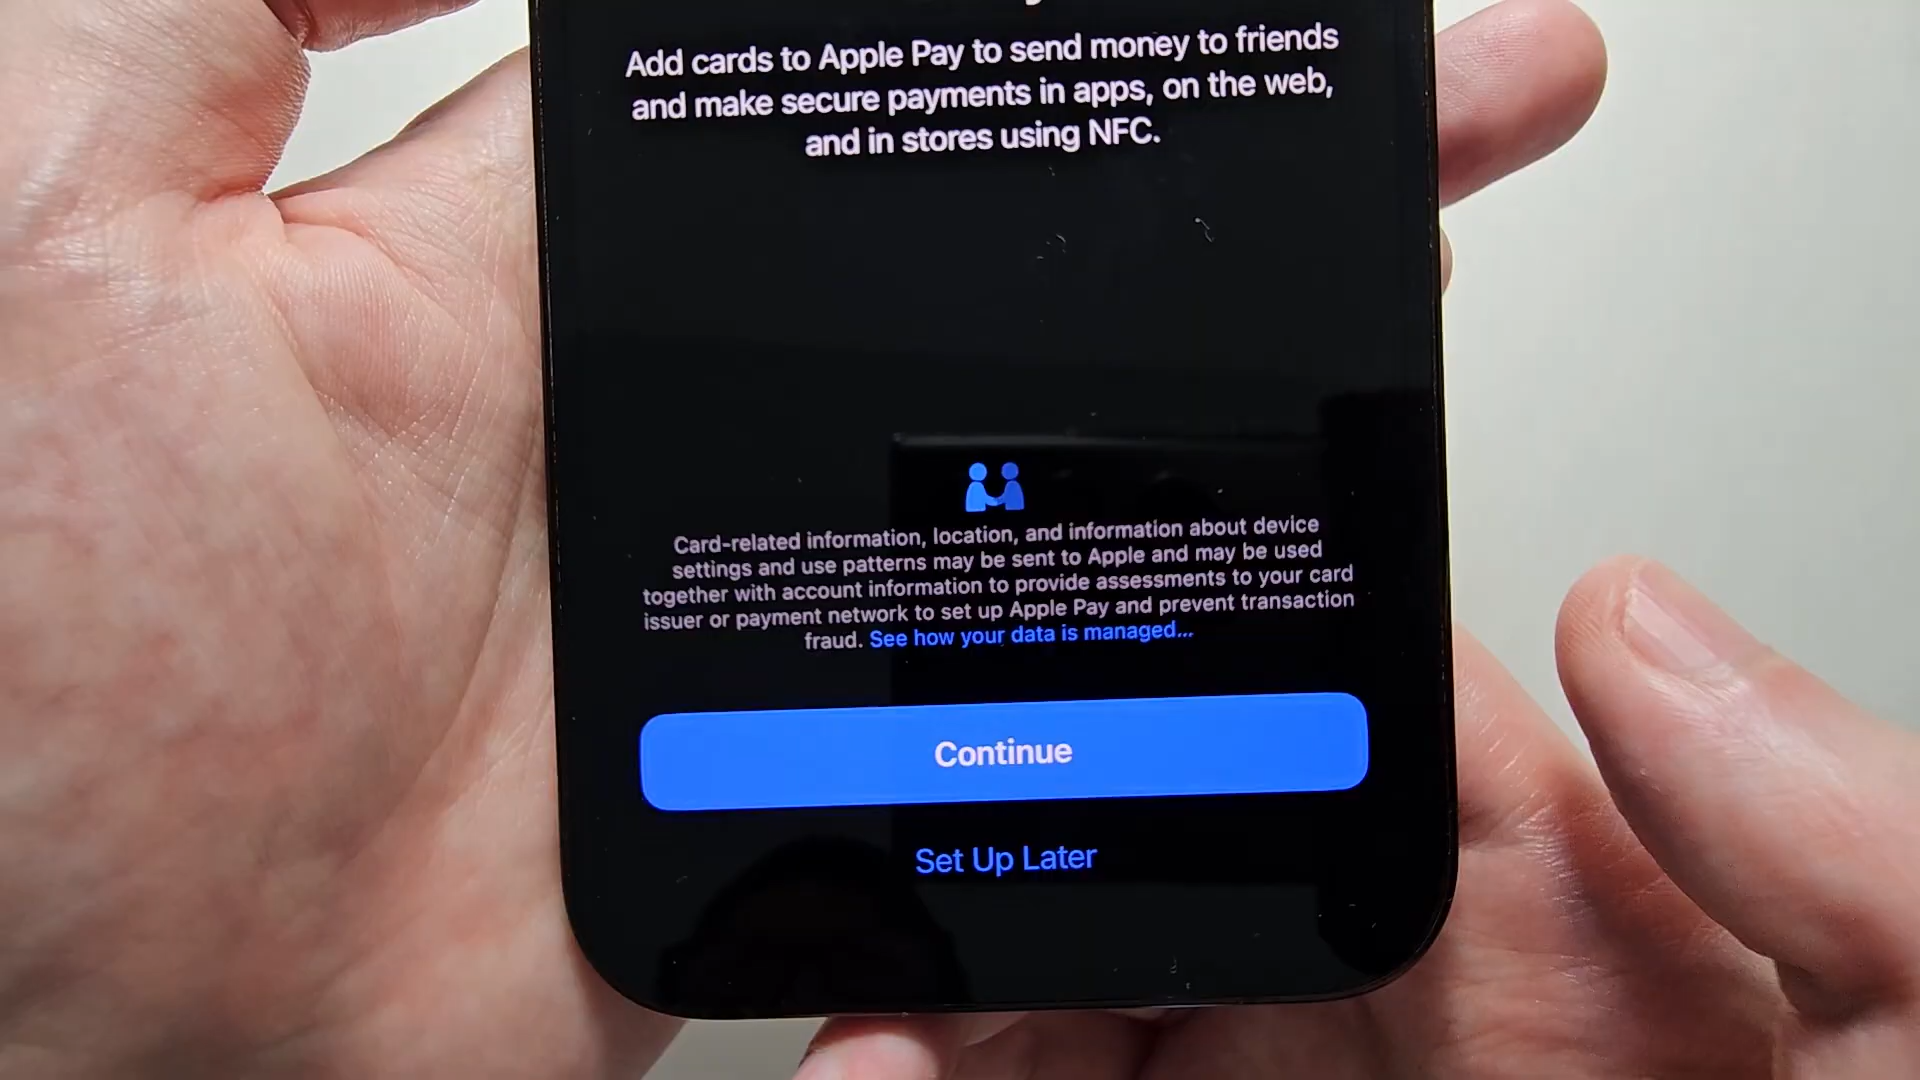 Add cards to Apple Pay to send money to friends
and make secure payments in apps, on the web,
and in stores using NFC.
Card-related information, location, and information about device
settings and use patterns may be sent to Apple and may be used
together with account information to provide assessments to your card
issuer or payment network to set up Apple Pay and prevent transaction
fraud. See how your data is managed...
Continue
Set Up Later